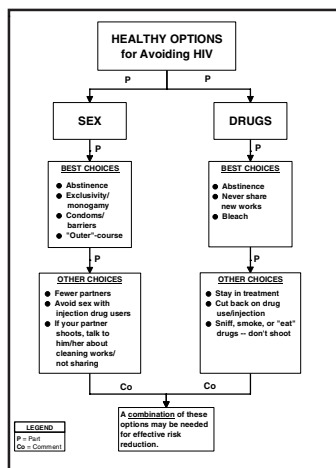 HEALTHY OPTIONS
for Avoiding HIV
P
P
SEX
DRUGS
P
P
BEST CHOICES
● Abstinence
● Exclusivity/
monogamy
● Condoms/
barriers
● "Outer"-course
BEST CHOICES
● Abstinence
● Never share
new works
● Bleach
P
P
OTHER CHOICES
● Fewer partners
● Avoid sex with
injection drug users
● If your partner
shoots, talk to
him/her about
cleaning works/
not sharing
OTHER CHOICES
● Stay in treatment
● Cut back on drug
use/injection
● Sniff, smoke, or "eat"
drugs -- don't shoot
Co
Co
A combination of these
options may be needed
for effective risk
reduction.
LEGEND
P = Part
Co = Comment